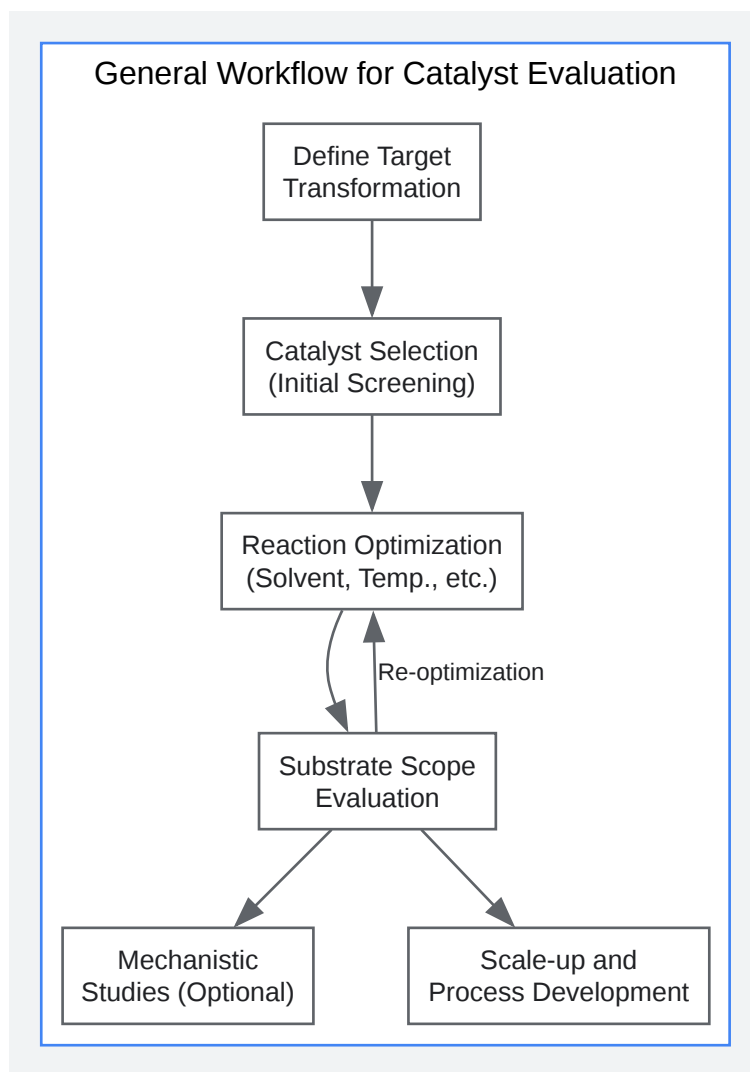 General Workflow for Catalyst Evaluation
Define Target
Transformation
Catalyst Selection
(Initial Screening)
Reaction Optimization
(Solvent, Temp., etc.)
Re-optimization
Substrate Scope
Evaluation
Mechanistic
Studies (Optional)
Scale-up and
Process Development